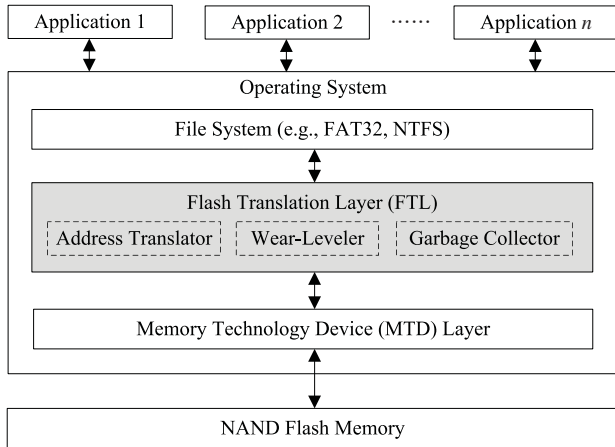 Application 1
Application 2
······
Application n
Operating System
File System (e.g., FAT32, NTFS)
Flash Translation Layer (FTL)
Address Translator
Wear-Leveler
Garbage Collector
Memory Technology Device (MTD) Layer
NAND Flash Memory